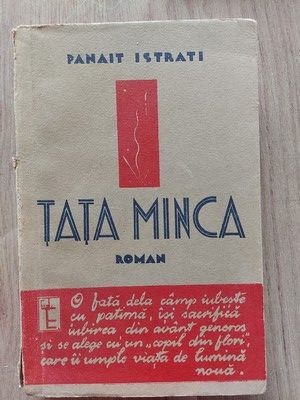 PANAIT ISTRATI
ȚAȚA MINCA
ROMAN
O fată dela câmp iubește
cu patimă, își sacrifică
iubirea din avânt generos
și se alege cu un „copil din flori",
care îi umple viața de lumină
nouă.